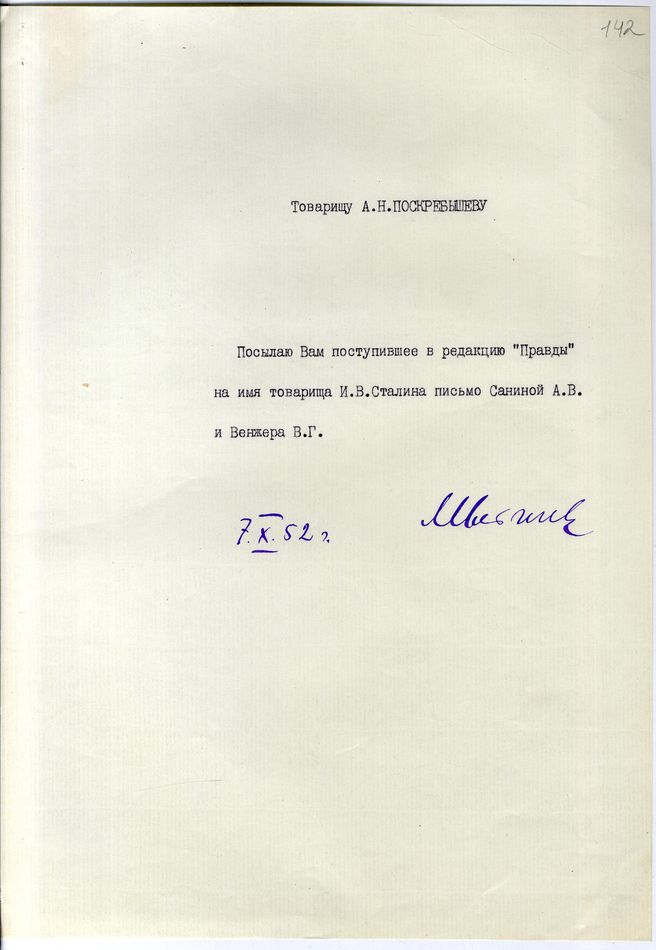 142
Товарищу А.Н.ПОСКРЕБЫШЕВУ
Посылаю Вам поступившее в редакцию "Правды"
на имя товарища И.В.Сталина письмо Саниной А.В.
и Венжера В.Г.
7.X.52 г.